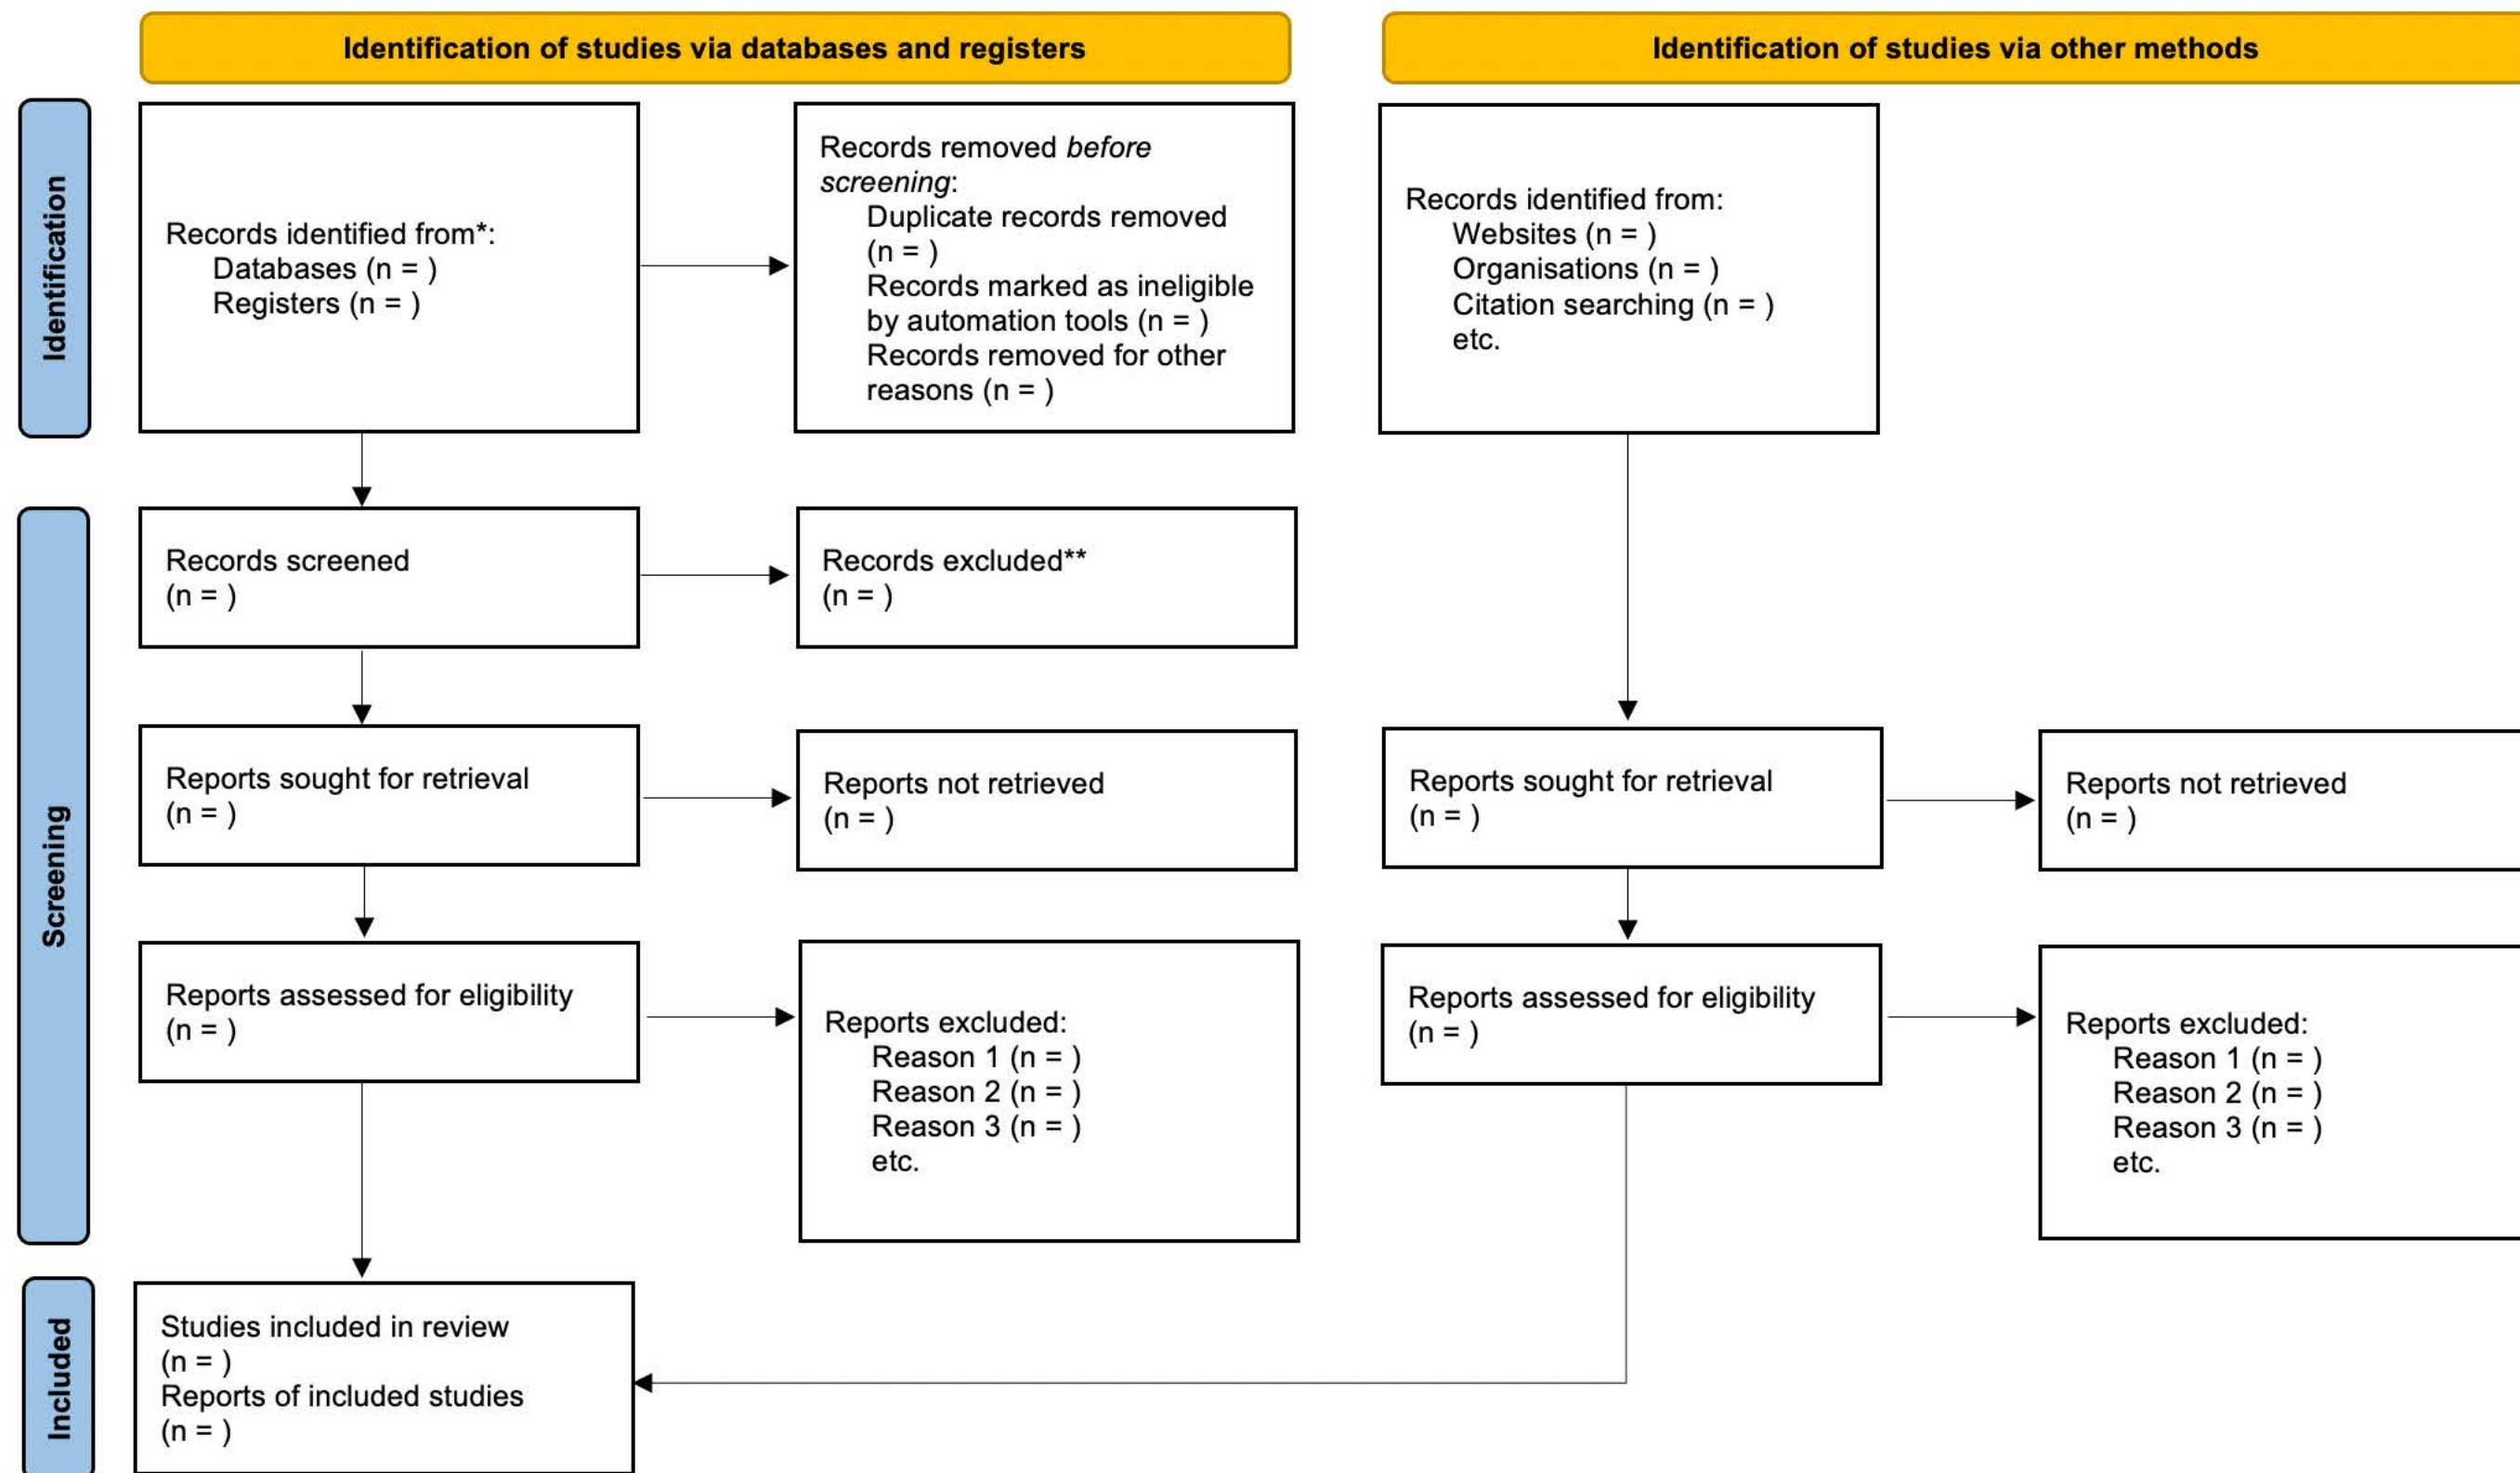 Identification of studies via databases and registers
Identification of studies via other methods
Identification
Records identified from*:
Databases (n = )
Registers (n = )
Records removed before
screening:
Duplicate records removed
(n = )
Records marked as ineligible
by automation tools (n = )
Records removed for other
reasons (n = )
Records identified from:
Websites (n = )
Organisations (n = )
Citation searching (n = )
etc.
Screening
Records screened
(n = )
Records excluded**
(n = )
Reports sought for retrieval
(n = )
Reports not retrieved
(n = )
Reports sought for retrieval
(n = )
Reports not retrieved
(n = )
Reports assessed for eligibility
(n = )
Reports excluded:
Reason 1 (n = )
Reason 2 (n = )
Reason 3 (n = )
etc.
Reports assessed for eligibility
(n = )
Reports excluded:
Reason 1 (n = )
Reason 2 (n = )
Reason 3 (n = )
etc.
Included
Studies included in review
(n = )
Reports of included studies
(n = )